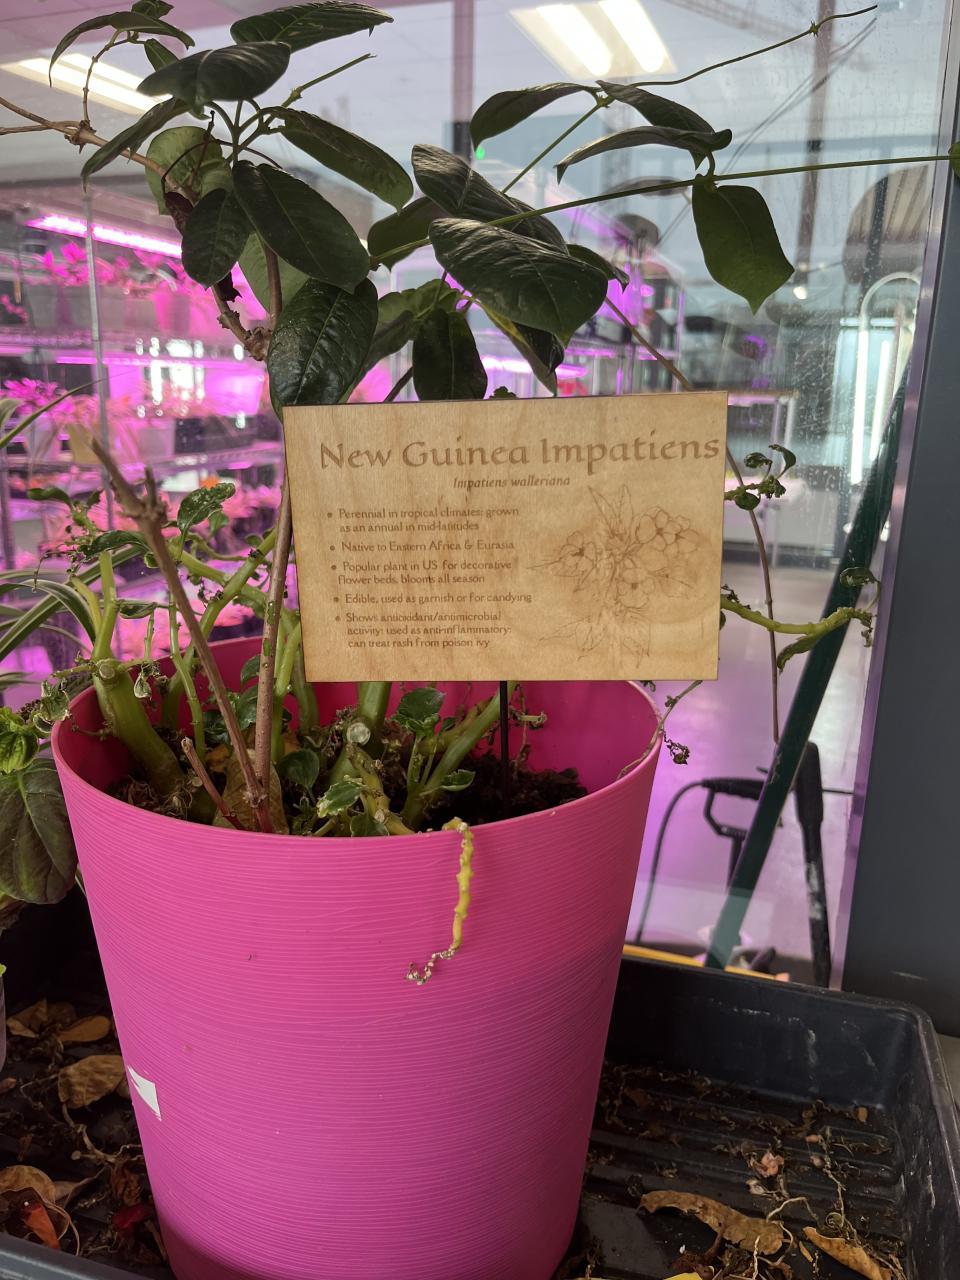 New Guinea Impatiens
Impatiens walleriana
• Perennial in tropical climates; grown
as an annual in mid-latitudes
• Native to Eastern Africa & Eurasia
• Popular plant in US for decorative
flower beds, blooms all season
• Edible, used as garnish or for candying
• Shows antioxidant/antimicrobial
activity; used as anti-inflammatory;
can treat rash from poison ivy